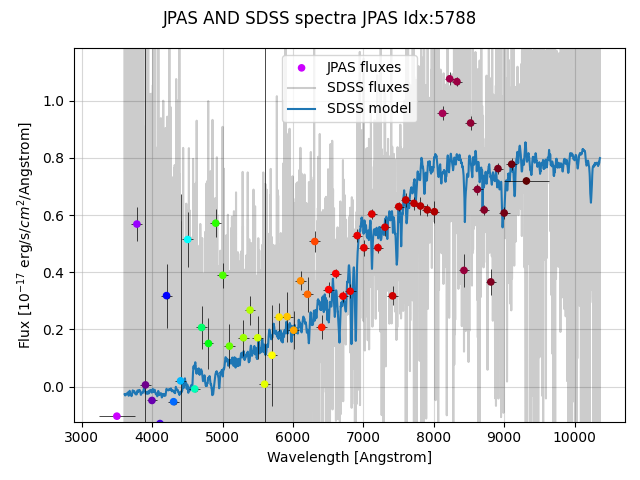 JPAS AND SDSS spectra JPAS Idx:5788
JPAS fluxes
SDSS fluxes
SDSS model
1.0
0.8
0.6
0.4
0.2
0.0
Flux [10⁻¹⁷ erg/s/cm²/Angstrom]
3000 4000 5000 6000 7000 8000 9000 10000
Wavelength [Angstrom]